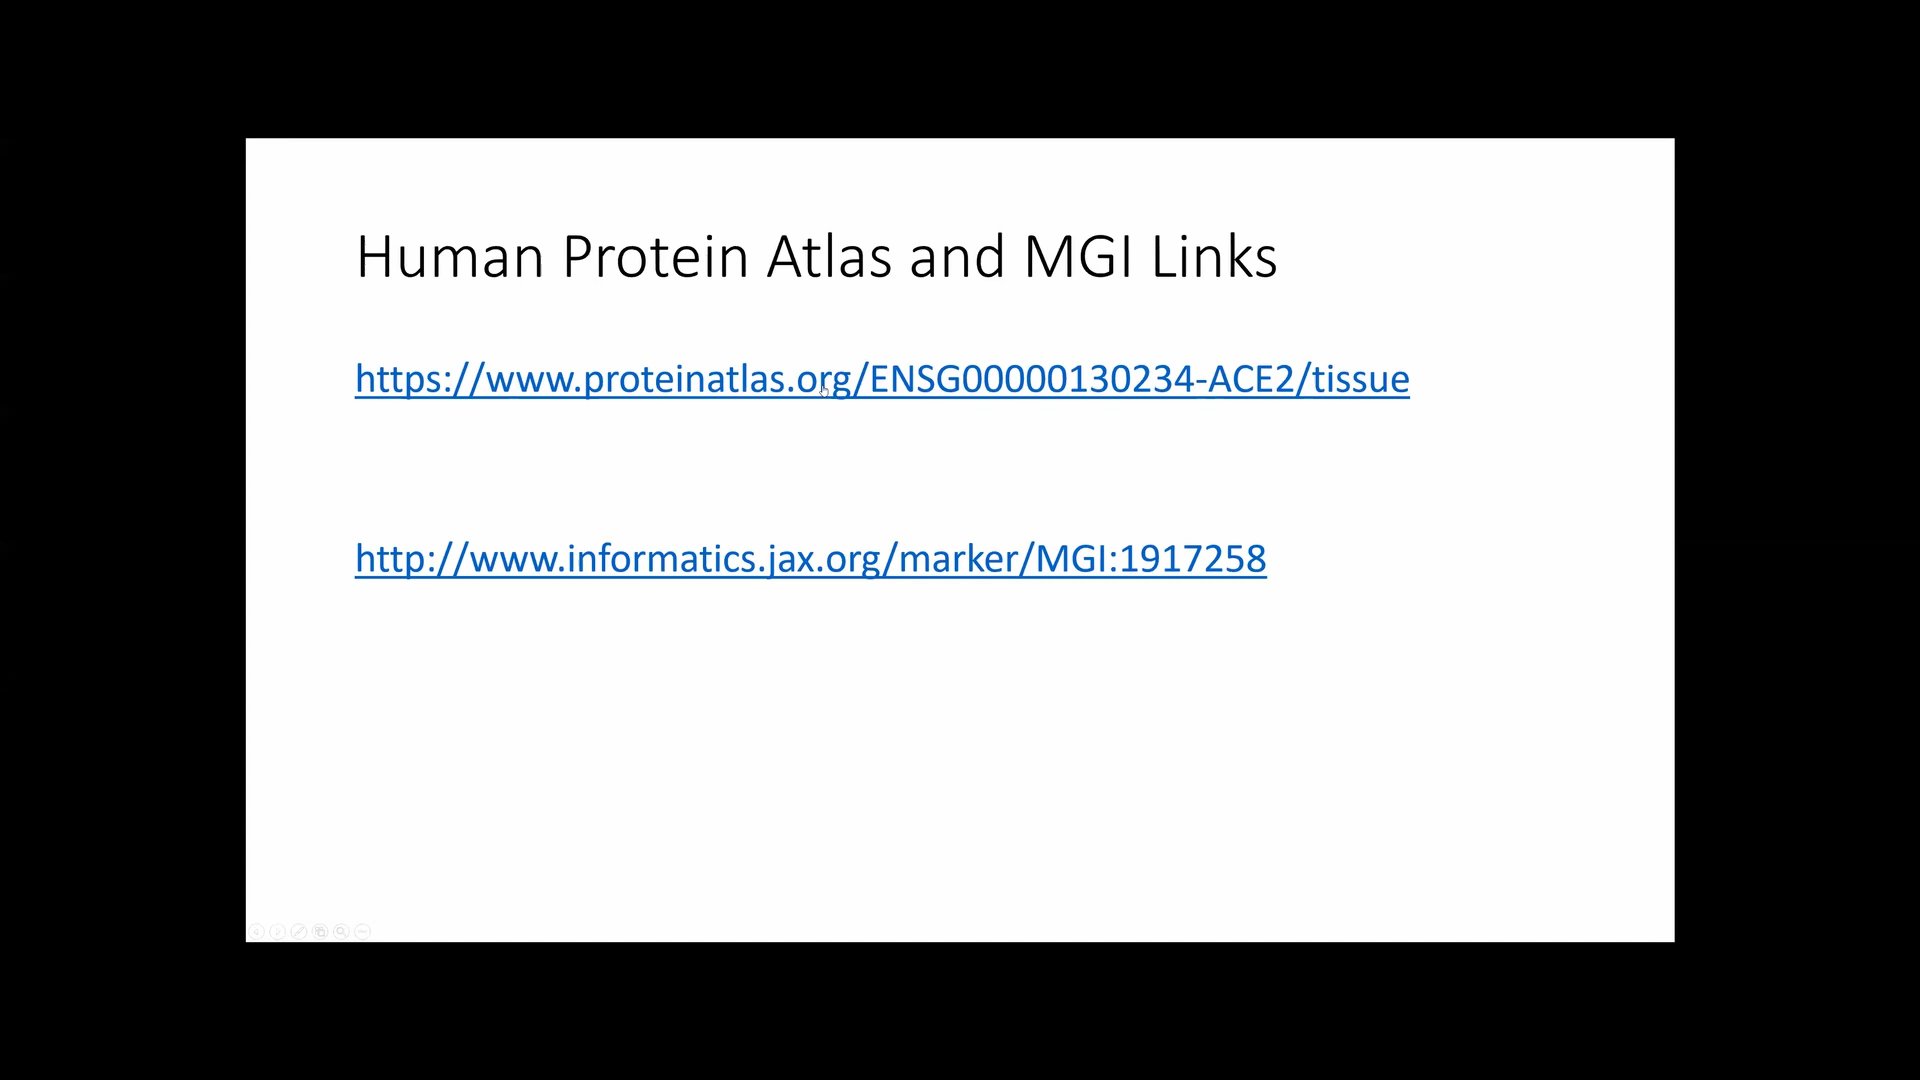 Human Protein Atlas and MGI Links
https://www.proteinatlas.org/ENSG00000130234-ACE2/tissue
http://www.informatics.jax.org/marker/MGI:1917258